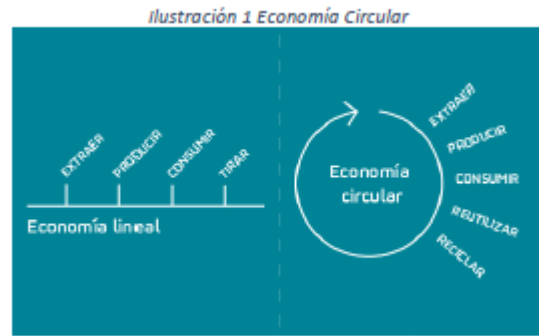 Ilustración 1 Economía Circular
EXTRAER
PRODUCIR
CONSUMIR
TIRAR
Economía lineal
Economía
circular
EXTRAER
PRODUCIR
CONSUMIR
REUTILIZAR
RECICLAR